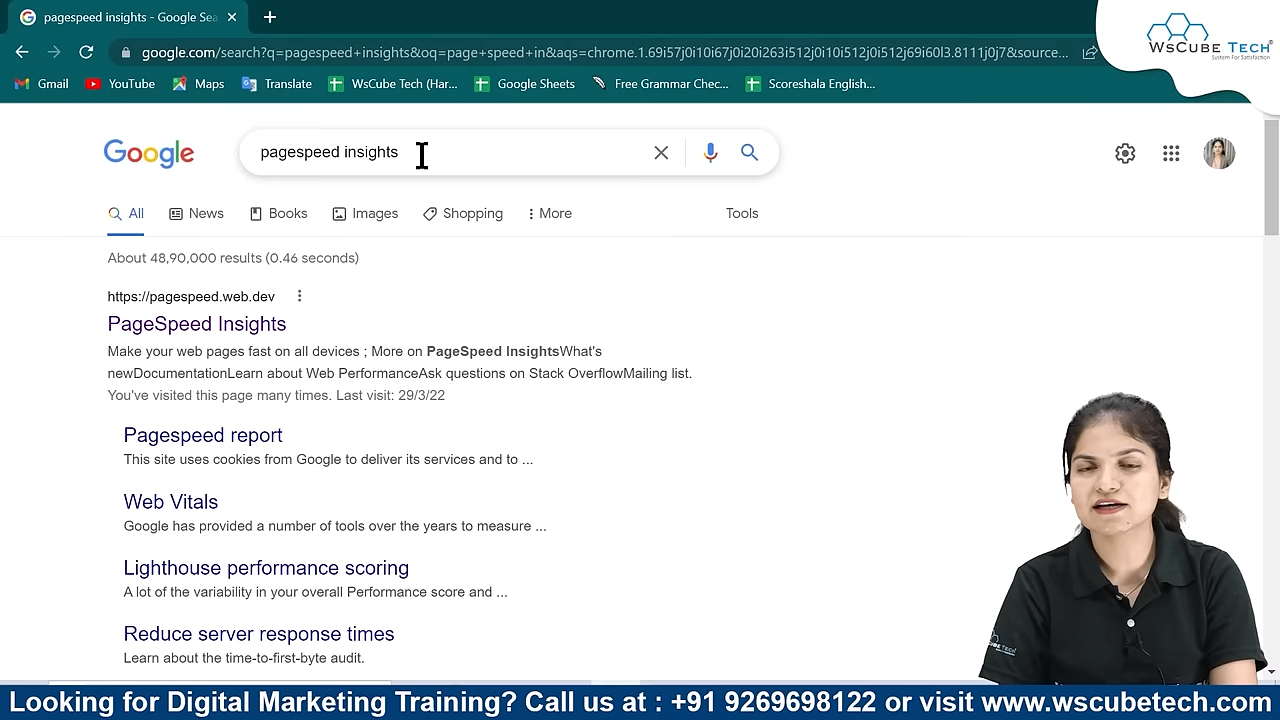 pagespeed insights - Google Sea
google.com/search?q=pagespeed+insights&oq=pagespeed+in&aqs=chrome.1.69i57j0i10i67j0i20i263i512j0i10i512j0i512j69i60l3.8111j0j7&source...
WsCube Tech®
System For Satisfaction
Gmail YouTube Maps Translate WsCube Tech (Har... Google Sheets Free Grammar Chec... Scoreshala English...
Google pagespeed insights
All News Books Images Shopping More Tools
About 48,90,000 results (0.46 seconds)
https://pagespeed.web.dev
PageSpeed Insights
Make your web pages fast on all devices ; More on PageSpeed InsightsWhat's
newDocumentationLearn about Web PerformanceAsk questions on Stack OverflowMailing list.
You've visited this page many times. Last visit: 29/3/22
Pagespeed report
This site uses cookies from Google to deliver its services and to ...
Web Vitals
Google has provided a number of tools over the years to measure ...
Lighthouse performance scoring
A lot of the variability in your overall Performance score and ...
Reduce server response times
Learn about the time-to-first-byte audit.
Looking for Digital Marketing Training? Call us at : +91 9269698122 or visit www.wscubetech.com